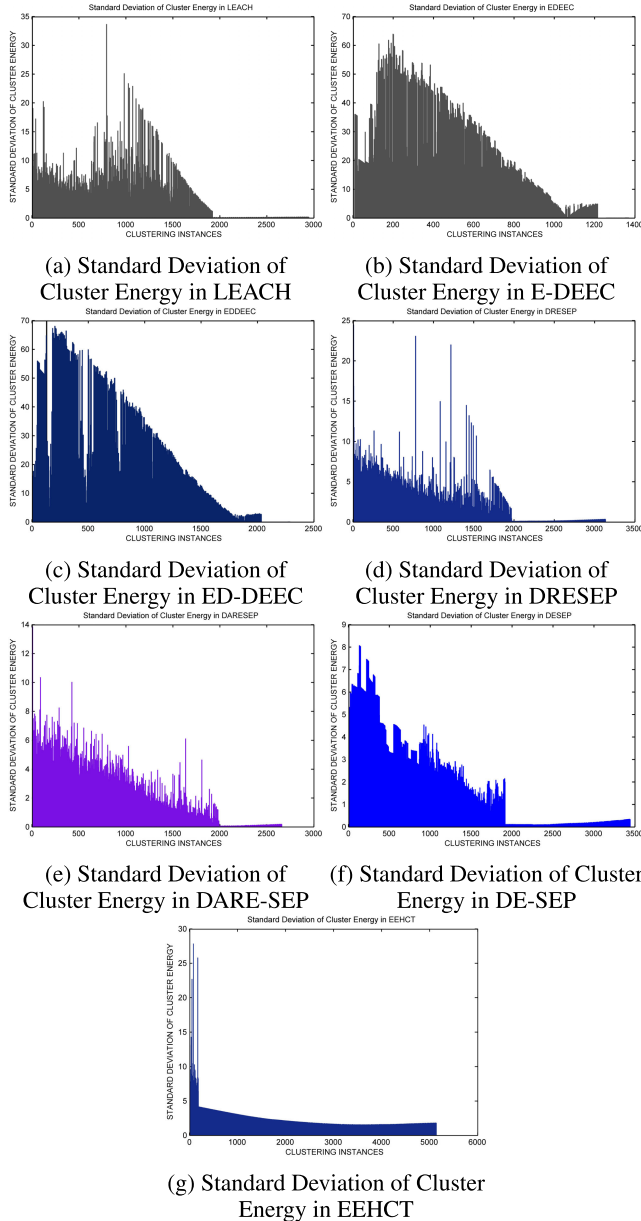 Standard Deviation of Cluster Energy in LEACH
35
30
25
20
15
10
5
0
STANDARD DEVIATION OF CLUSTER ENERGY
0 500 1000 1500 2000 2500 3000
CLUSTERING INSTANCES
(a) Standard Deviation of
Cluster Energy in LEACH
Standard Deviation of Cluster Energy in EDEEC
70
60
50
40
30
20
10
0
STANDARD DEVIATION OF CLUSTER ENERGY
0 200 400 600 800 1000 1200 1400
CLUSTERING INSTANCES
(b) Standard Deviation of
Cluster Energy in E-DEEC
Standard Deviation of Cluster Energy in EDDEEC
70
60
50
40
30
20
10
0
STANDARD DEVIATION OF CLUSTER ENERGY
0 500 1000 1500 2000 2500
CLUSTERING INSTANCES
(c) Standard Deviation of
Cluster Energy in ED-DEEC
Standard Deviation of Cluster Energy in DRESEP
25
20
15
10
5
0
STANDARD DEVIATION OF CLUSTER ENERGY
0 500 1000 1500 2000 2500 3000 3500
CLUSTERING INSTANCES
(d) Standard Deviation of
Cluster Energy in DRESEP
Standard Deviation of Cluster Energy in DARESEP
14
12
10
8
6
4
2
0
STANDARD DEVIATION OF CLUSTER ENERGY
0 500 1000 1500 2000 2500 3000
CLUSTERING INSTANCES
(e) Standard Deviation of
Cluster Energy in DARE-SEP
Standard Deviation of Cluster Energy in DESEP
9
8
7
6
5
4
3
2
1
0
STANDARD DEVIATION OF CLUSTER ENERGY
0 500 1000 1500 2000 2500 3000 3500
CLUSTERING INSTANCES
(f) Standard Deviation of Cluster
Energy in DE-SEP
Standard Deviation of Cluster Energy in EEHCT
30
25
20
15
10
5
0
STANDARD DEVIATION OF CLUSTER ENERGY
0 1000 2000 3000 4000 5000 6000
CLUSTERING INSTANCES
(g) Standard Deviation of Cluster
Energy in EEHCT